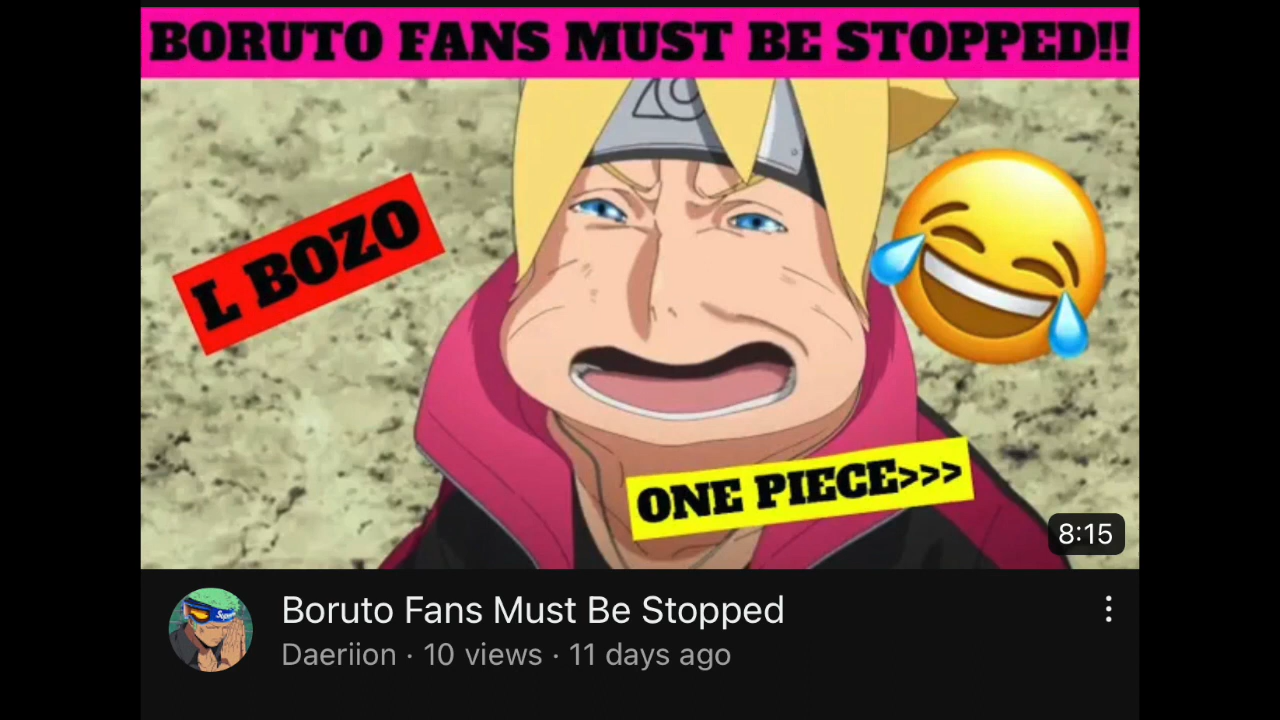 BORUTO FANS MUST BE STOPPED!!
L BOZO
ONE PIECE>>>
8:15
Boruto Fans Must Be Stopped
Daeriion · 10 views · 11 days ago